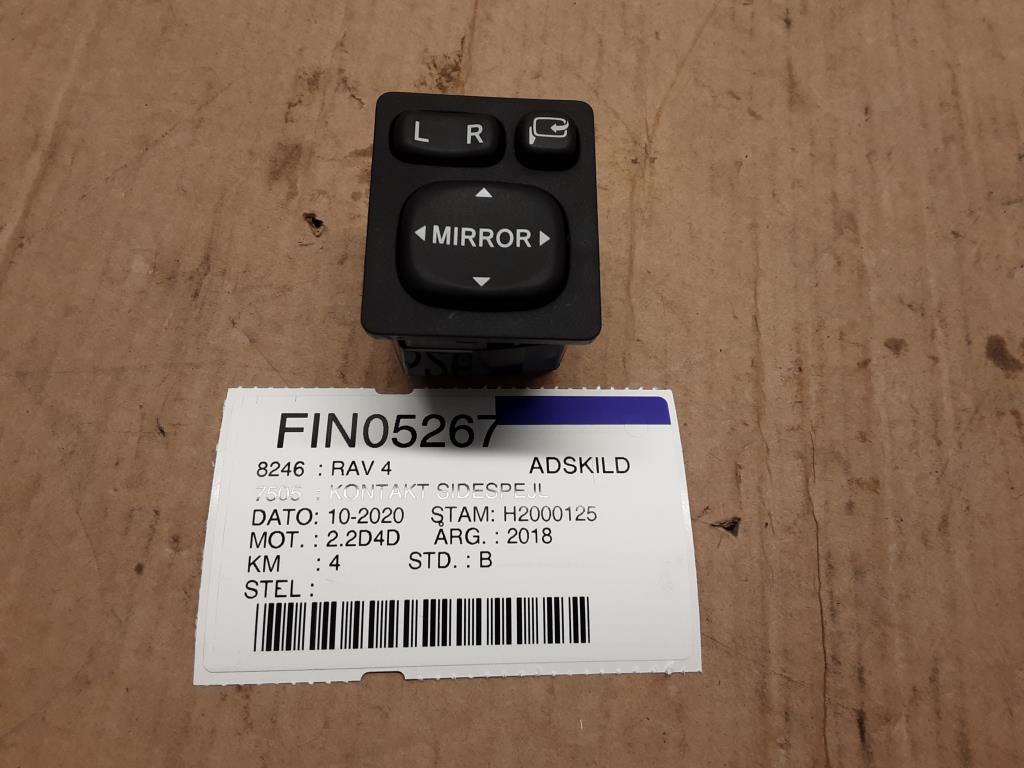 L R
MIRROR
FIN05267
8246 : RAV 4 ADSKILD
7505 : KONTAKT SIDESPEJL
DATO: 10-2020 STAM: H2000125
MOT. : 2.2D4D ÅRG. : 2018
KM : 4 STD. : B
STEL :